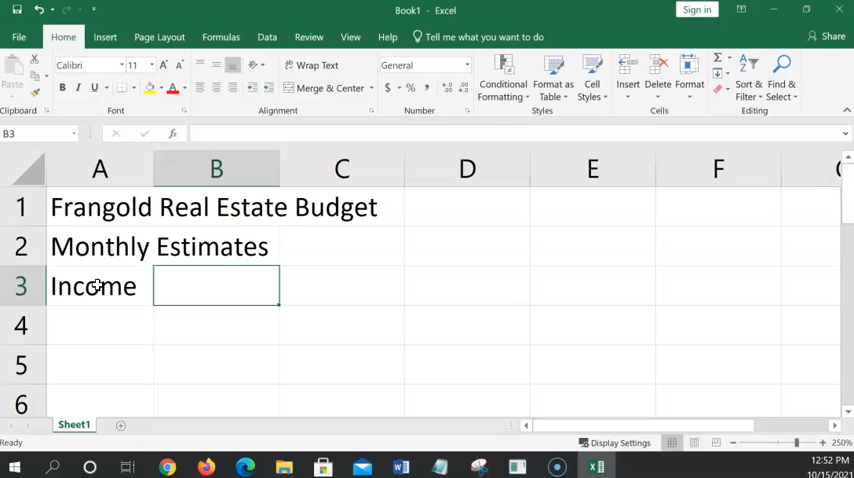 Book1 - Excel
Sign in
File Home Insert Page Layout Formulas Data Review View Help Tell me what you want to do Share
Paste
Calibri 11 A A
Wrap Text
General
B I U
A
Merge & Center
$ % ,
Conditional Formatting
Format as Table
Cell Styles
Insert Delete Format
Sort & Filter
Find & Select
Clipboard Font Alignment Number Styles Cells Editing
B3 fx
A B C D E F
1 Frangold Real Estate Budget
2 Monthly Estimates
3 Income
4
5
6
Sheet1
Ready Display Settings 250%
12:52 PM
10/15/2021